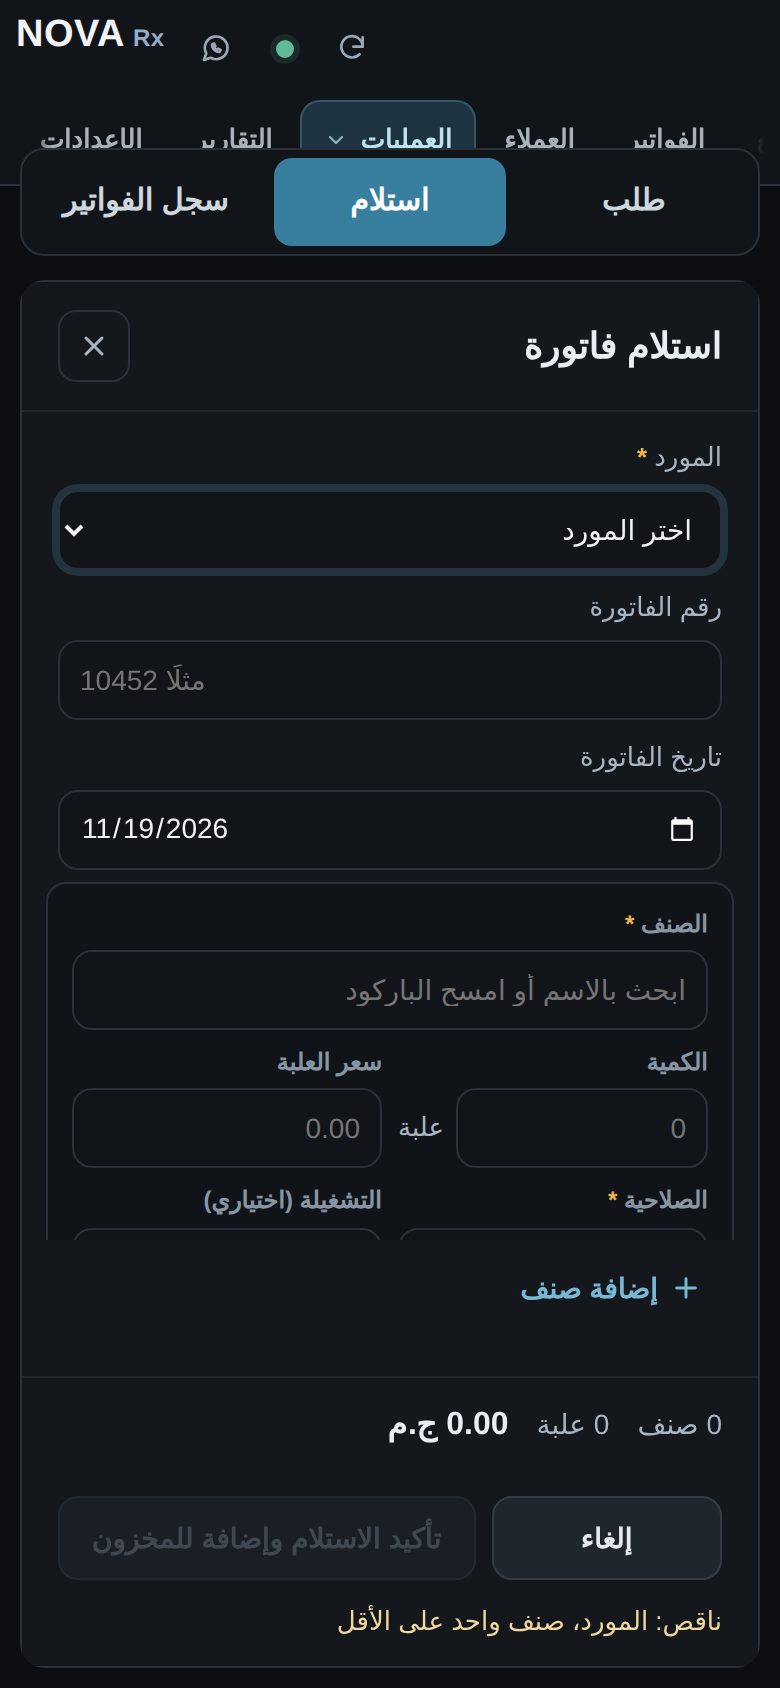 NOVA Rx
الفواتير العملاء العمليات التقارير الإعدادات
طلب استلام سجل الفواتير
استلام فاتورة
المورد *
اختر المورد
رقم الفاتورة
مثلًا 10452
تاريخ الفاتورة
11/19/2026
الصنف *
ابحث بالاسم أو امسح الباركود
الكمية سعر العلبة
0 علبة 0.00
الصلاحية * التشغيلة (اختياري)
إضافة صنف
0 صنف 0 علبة 0.00 ج.م
إلغاء تأكيد الاستلام وإضافة للمخزون
ناقص: المورد، صنف واحد على الأقل